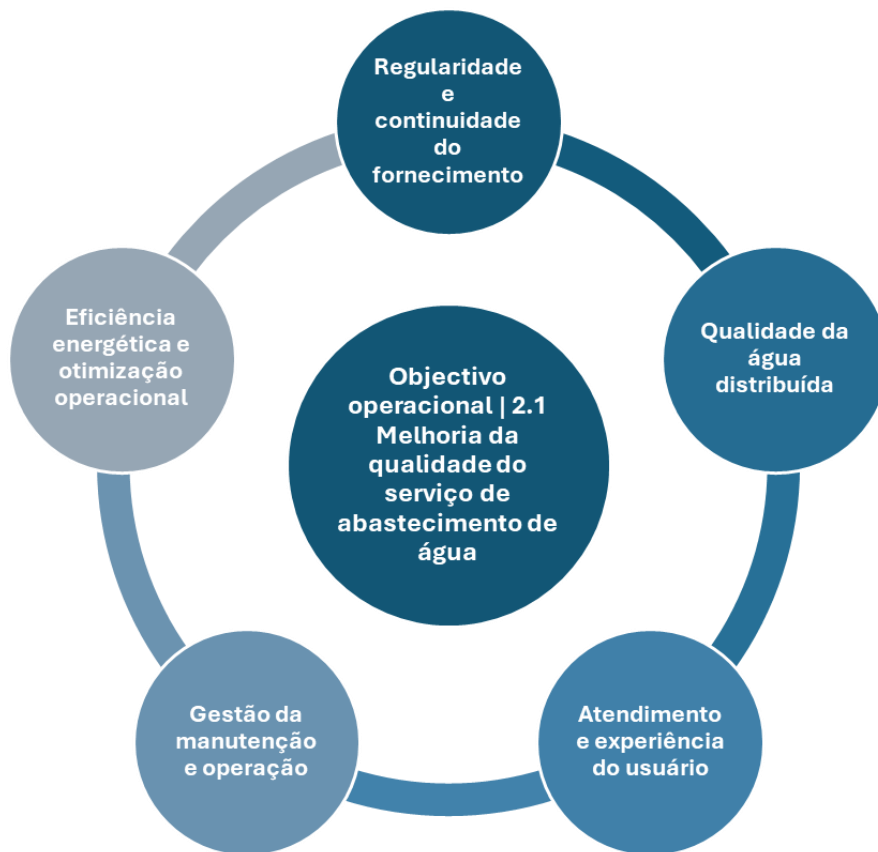 Regularidade
e
continuidade
do
fornecimento
Qualidade da
água
distribuída
Atendimento
e experiência
do usuário
Gestão da
manutenção
e operação
Eficiência
energética e
otimização
operacional
Objectivo
operacional | 2.1
Melhoria da
qualidade do
serviço de
abastecimento de
água